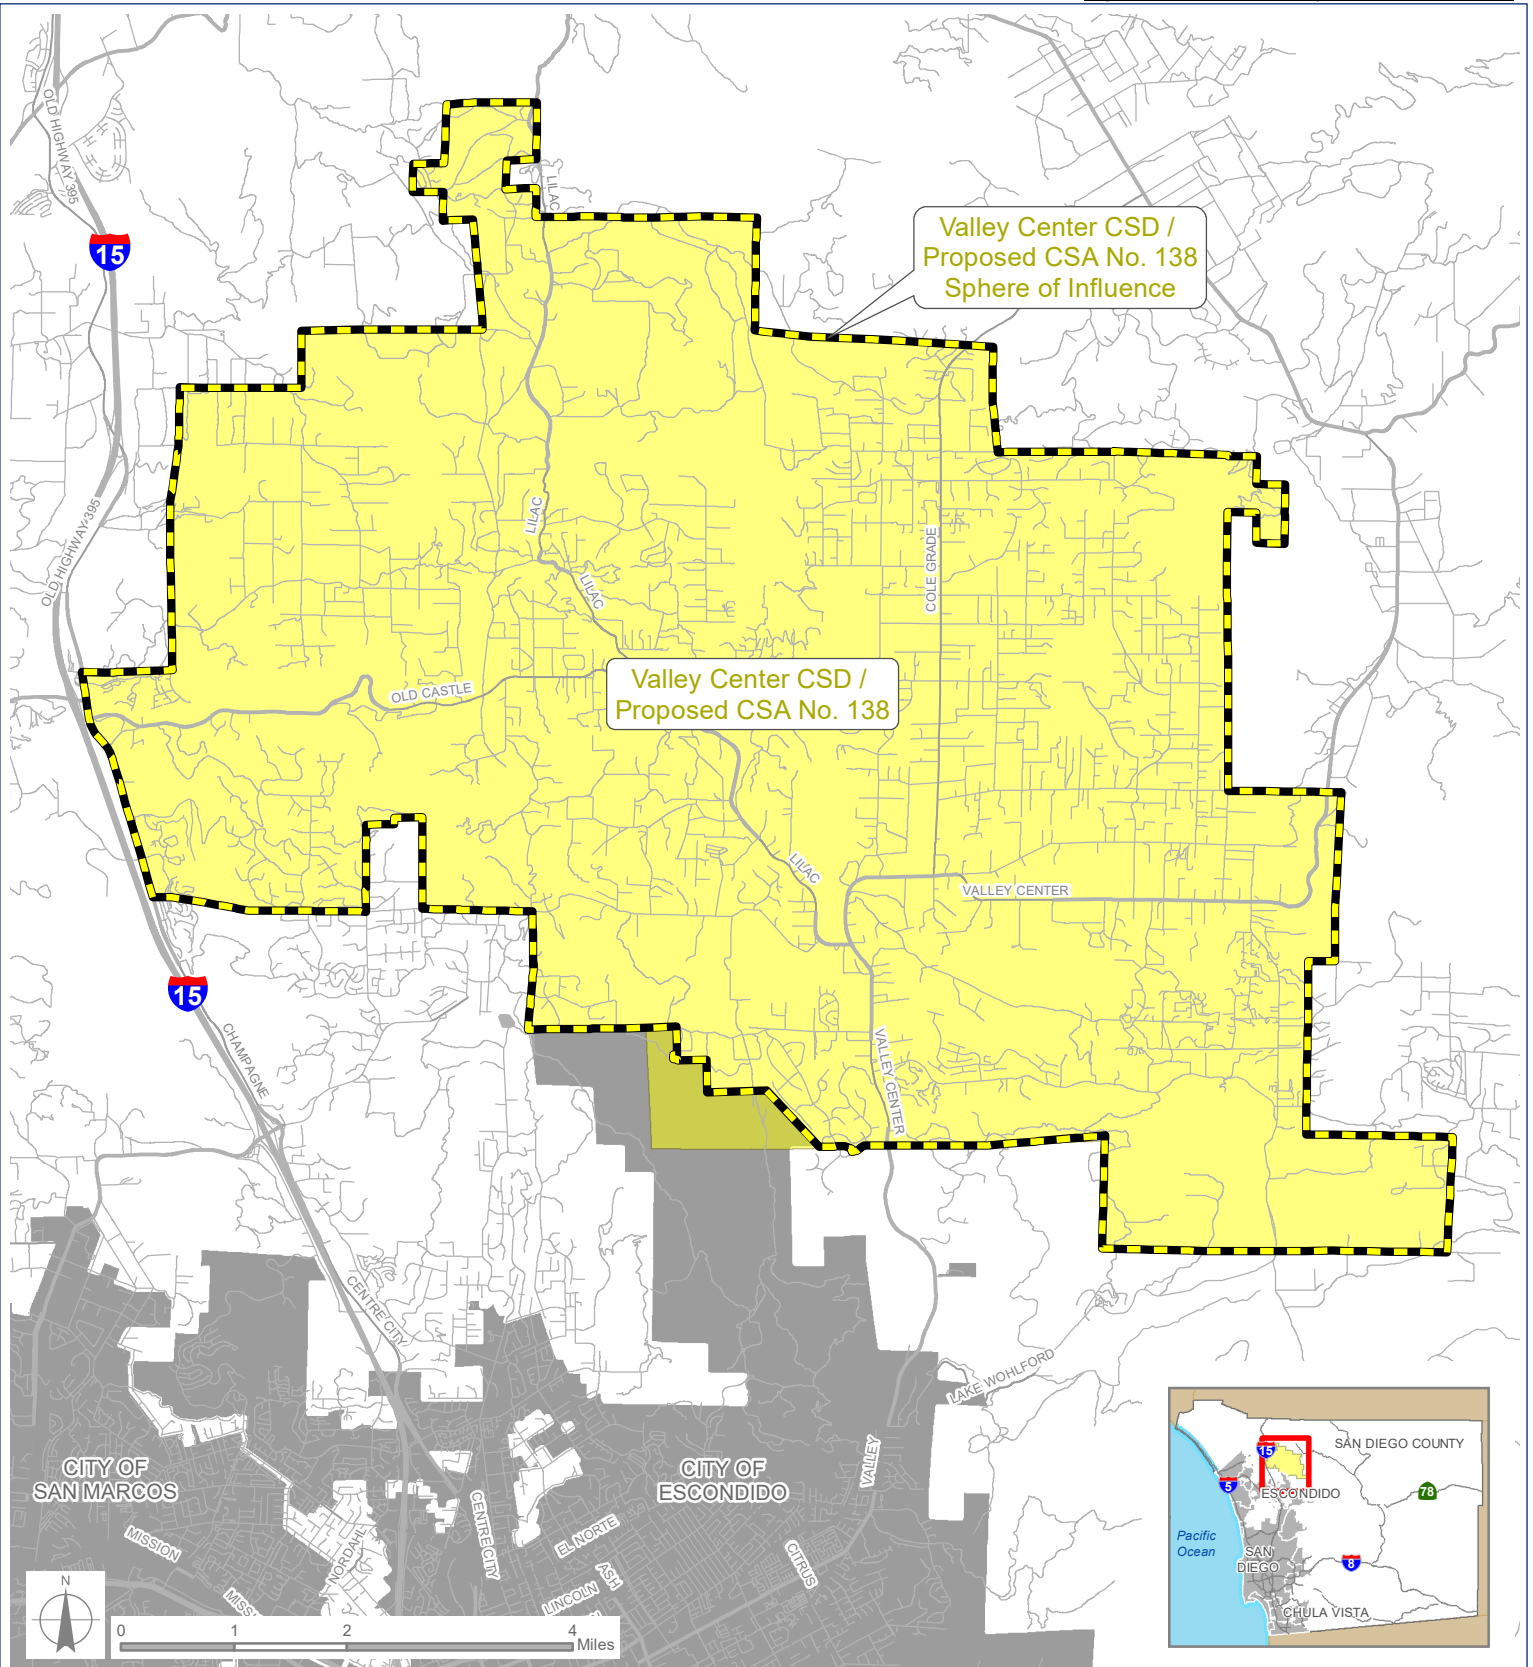 OLD HIGHWAY 395
15
LILAC
Valley Center CSD /
Proposed CSA No. 138
Sphere of Influence
OLD HIGHWAY 395
LILAC
LILAC
COLE GRADE
Valley Center CSD /
Proposed CSA No. 138
OLD CASTLE
LILAC
VALLEY CENTER
15
CHAMPAGNE
VALLEY CENTER
CENTRE CITY
LAKE WOHLFORD
VALLEY
CITY OF
SAN MARCOS
CITY OF
ESCONDIDO
CENTRE CITY
MISSION
NORDAHL
EL NORTE
ASH
LINCOLN
CITRUS
N
0
1
2
4
Miles
SAN DIEGO COUNTY
15
5
ESCONDIDO
78
Pacific
Ocean
SAN
DIEGO
8
CHULA VISTA